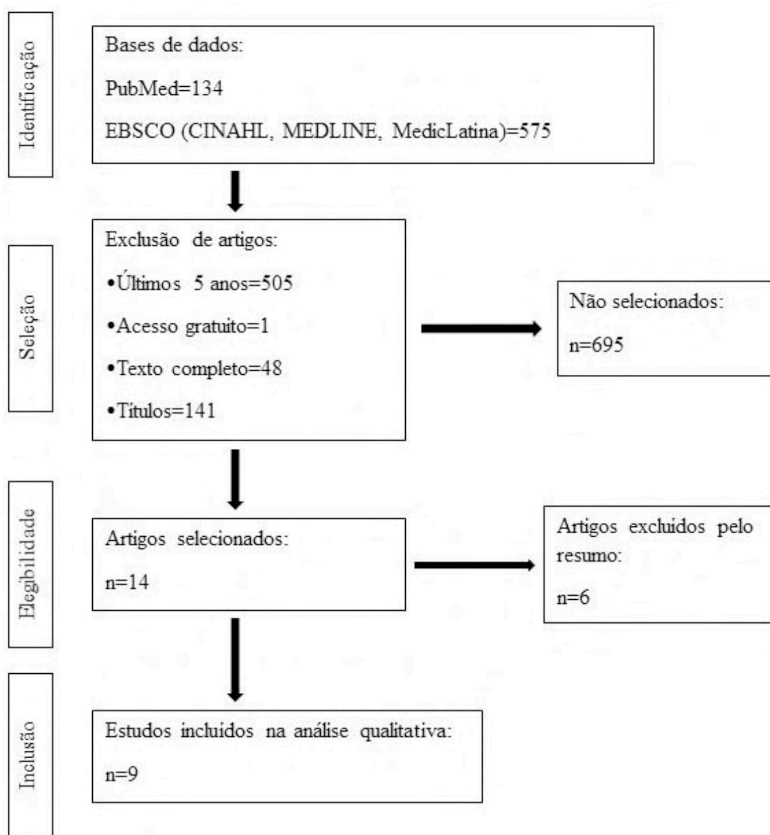 Identificação
Bases de dados:
PubMed=134
EBSCO (CINAHL, MEDLINE, MedicLatina)=575
Seleção
Exclusão de artigos:
•Últimos 5 anos=505
•Acesso gratuito=1
•Texto completo=48
•Títulos=141
Não selecionados:
n=695
Elegibilidade
Artigos selecionados:
n=14
Artigos excluídos pelo
resumo:
n=6
Inclusão
Estudos incluídos na análise qualitativa:
n=9